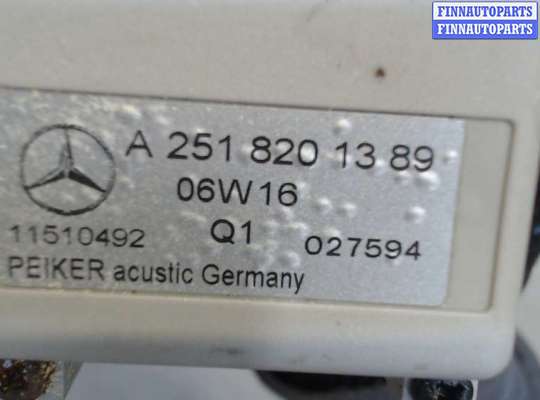 FINNAUTOPARTS
FINNAUTOPARTS
A 251 820 13 89
06W16
11510492 Q1 027594
PEIKER acustic Germany